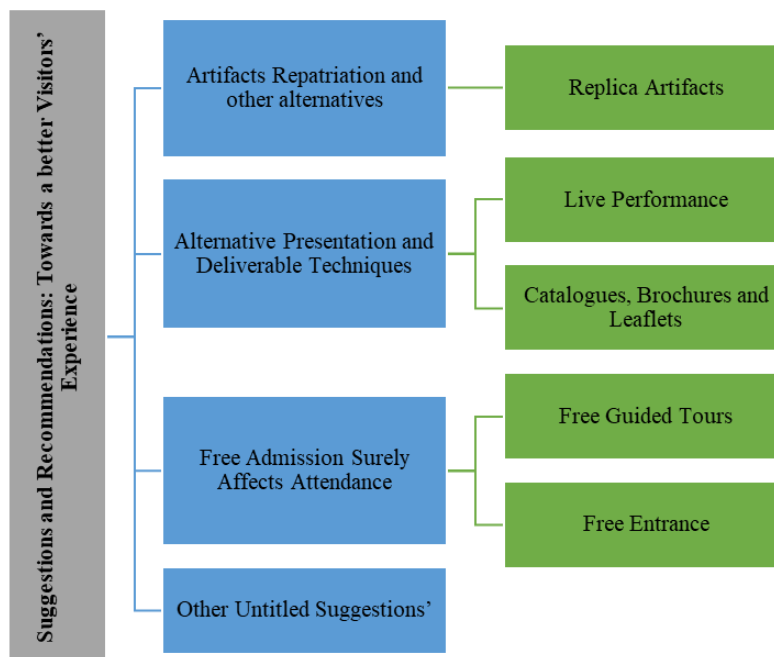 Suggestions and Recommendations: Towards a better Visitors’
Experience
Artifacts Repatriation and
other alternatives
Replica Artifacts
Alternative Presentation and
Deliverable Techniques
Live Performance
Catalogues, Brochures and
Leaflets
Free Admission Surely
Affects Attendance
Free Guided Tours
Free Entrance
Other Untitled Suggestions’